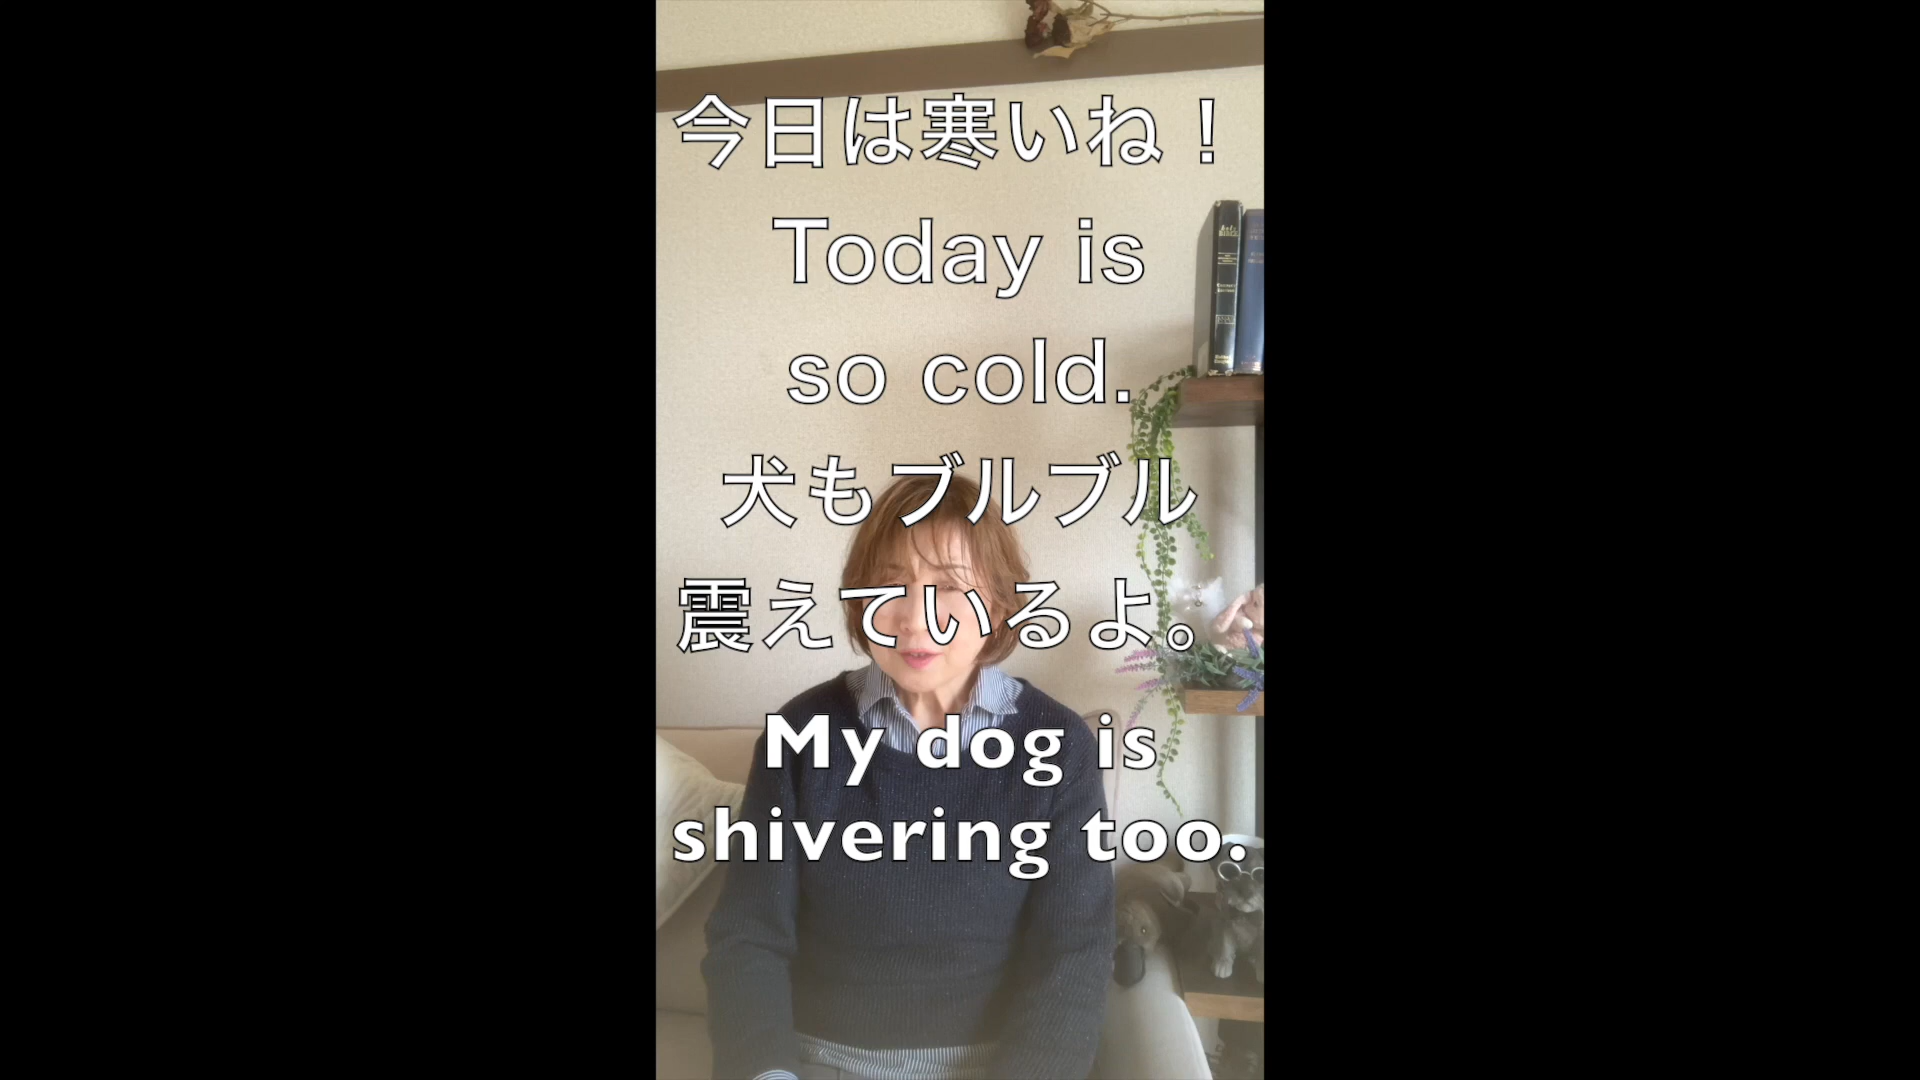 今日は寒いね！
Today is
so cold.
犬もブルブル
震えているよ。
My dog is
shivering too.